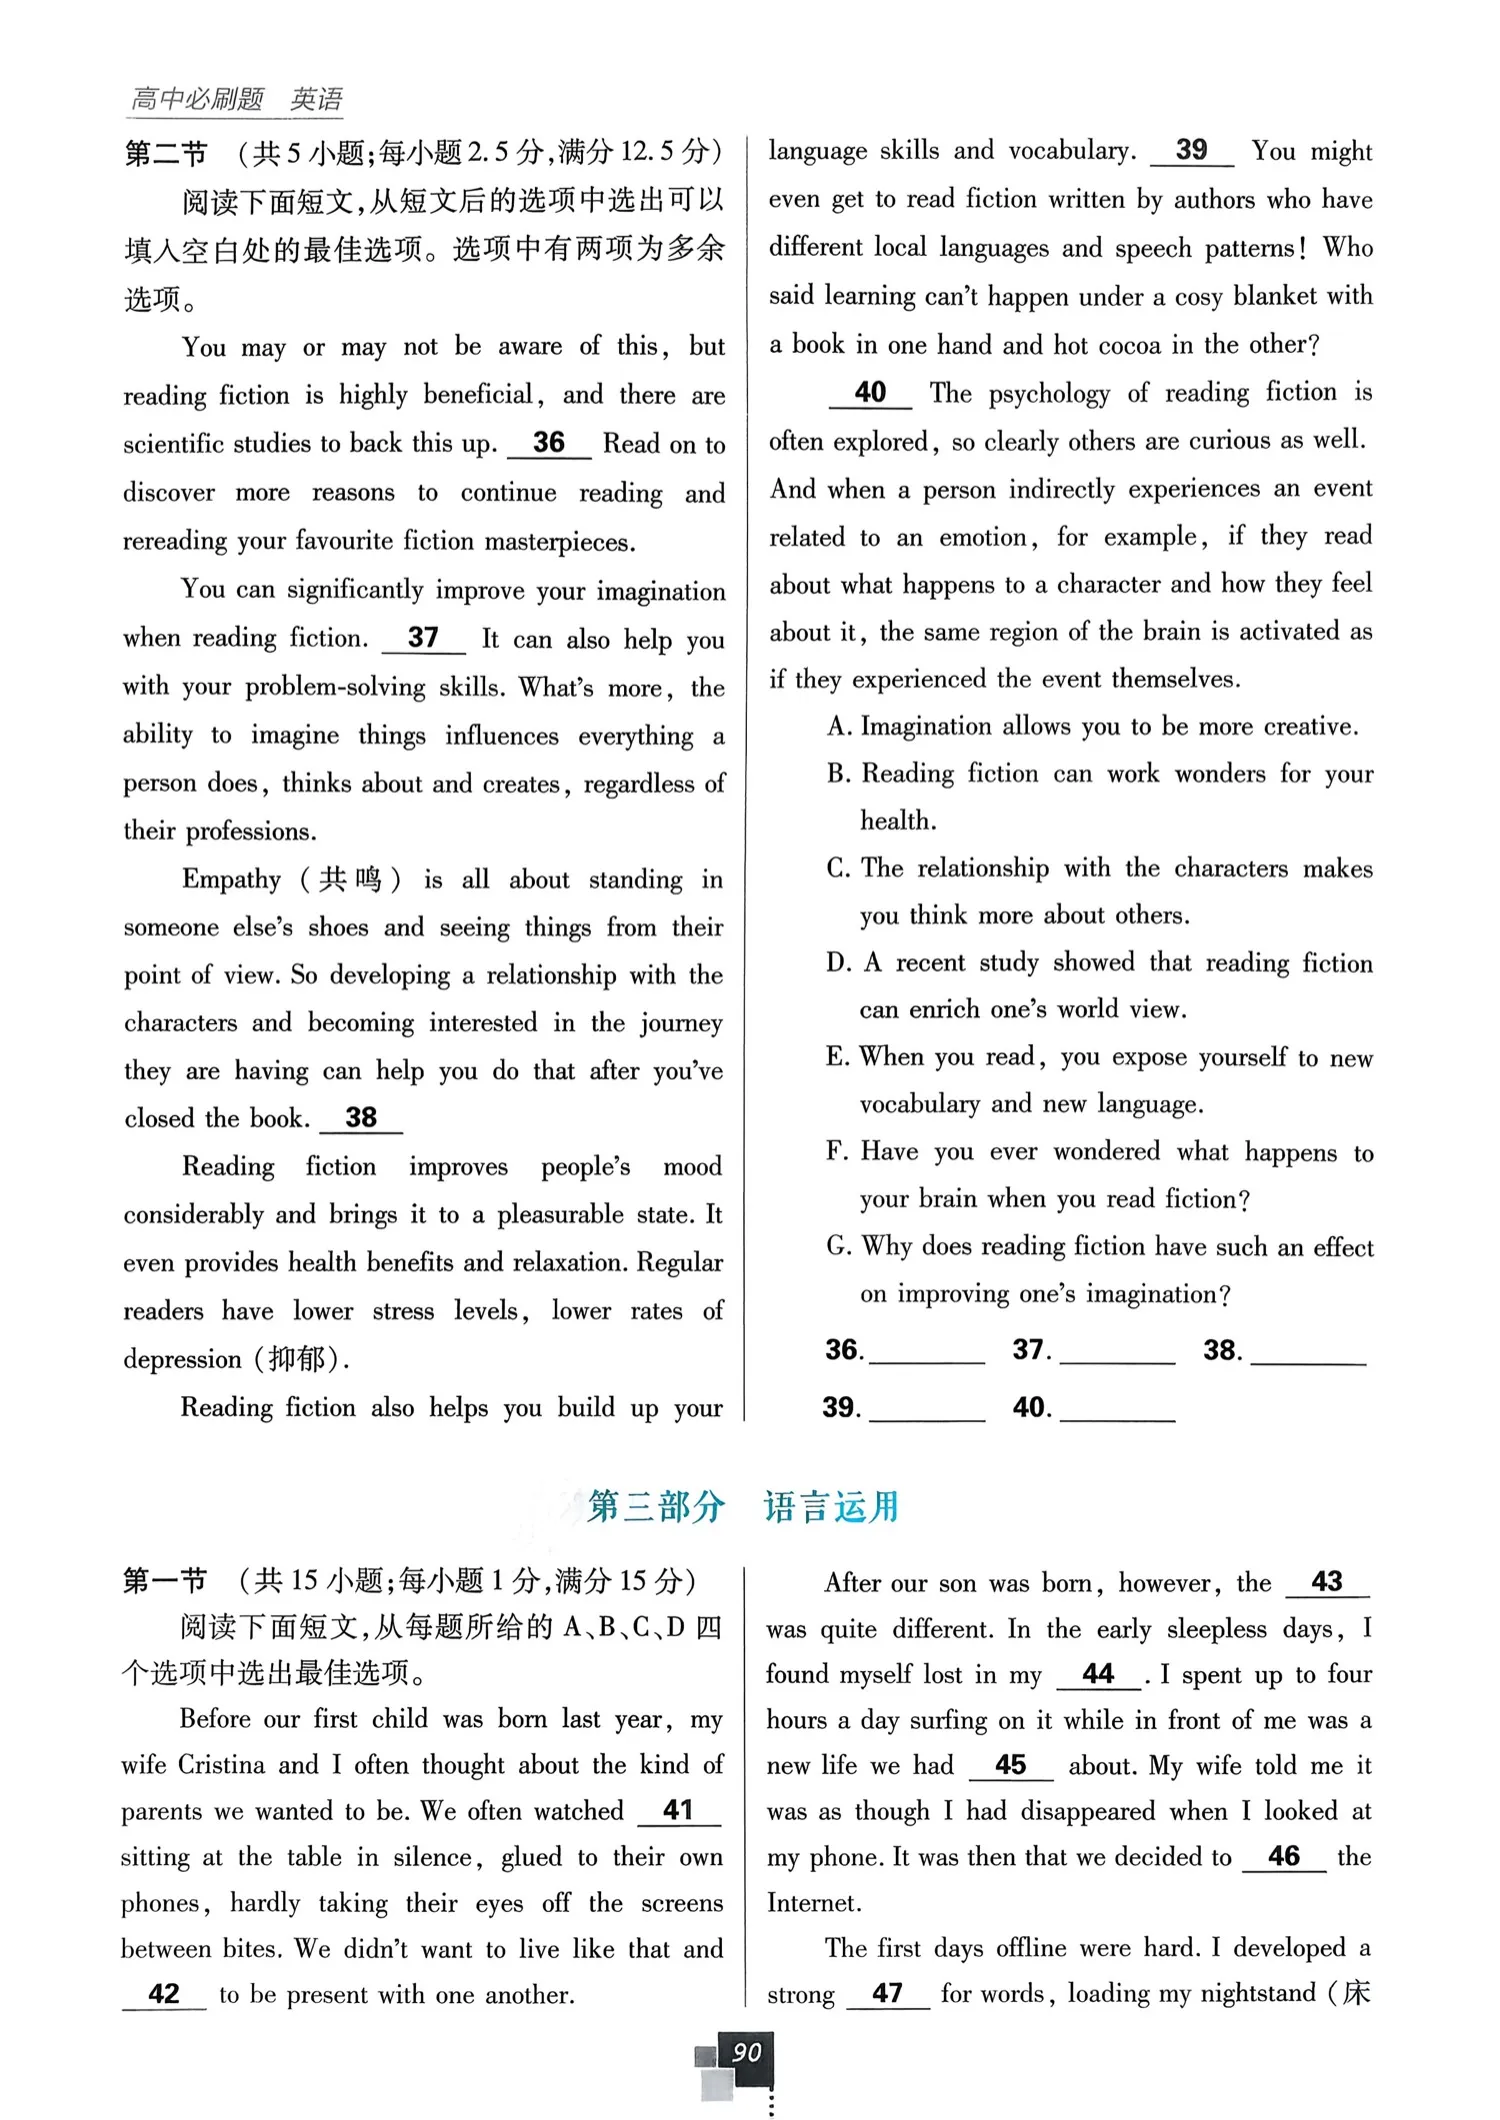 高中必刷题 英语
第二节 (共5小题;每小题2.5分,满分12.5分)
阅读下面短文,从短文后的选项中选出可以
填入空白处的最佳选项。选项中有两项为多余
选项。
You may or may not be aware of this, but
reading fiction is highly beneficial, and there are
scientific studies to back this up. 36 Read on to
discover more reasons to continue reading and
rereading your favourite fiction masterpieces.
You can significantly improve your imagination
when reading fiction. 37 It can also help you
with your problem-solving skills. What's more, the
ability to imagine things influences everything a
person does, thinks about and creates, regardless of
their professions.
Empathy (共鸣) is all about standing in
someone else's shoes and seeing things from their
point of view. So developing a relationship with the
characters and becoming interested in the journey
they are having can help you do that after you've
closed the book. 38
Reading fiction improves people's mood
considerably and brings it to a pleasurable state. It
even provides health benefits and relaxation. Regular
readers have lower stress levels, lower rates of
depression (抑郁).
Reading fiction also helps you build up your
language skills and vocabulary. 39 You might
even get to read fiction written by authors who have
different local languages and speech patterns! Who
said learning can't happen under a cosy blanket with
a book in one hand and hot cocoa in the other?
40 The psychology of reading fiction is
often explored, so clearly others are curious as well.
And when a person indirectly experiences an event
related to an emotion, for example, if they read
about what happens to a character and how they feel
about it, the same region of the brain is activated as
if they experienced the event themselves.
A. Imagination allows you to be more creative.
B. Reading fiction can work wonders for your
health.
C. The relationship with the characters makes
you think more about others.
D. A recent study showed that reading fiction
can enrich one's world view.
E. When you read, you expose yourself to new
vocabulary and new language.
F. Have you ever wondered what happens to
your brain when you read fiction?
G. Why does reading fiction have such an effect
on improving one's imagination?
36. 37. 38.
39. 40.
第三部分 语言运用
第一节 (共15小题;每小题1分,满分15分)
阅读下面短文,从每题所给的A、B、C、D四
个选项中选出最佳选项。
Before our first child was born last year, my
wife Cristina and I often thought about the kind of
parents we wanted to be. We often watched 41
sitting at the table in silence, glued to their own
phones, hardly taking their eyes off the screens
between bites. We didn't want to live like that and
42 to be present with one another.
After our son was born, however, the 43
was quite different. In the early sleepless days, I
found myself lost in my 44. I spent up to four
hours a day surfing on it while in front of me was a
new life we had 45 about. My wife told me it
was as though I had disappeared when I looked at
my phone. It was then that we decided to 46 the
Internet.
The first days offline were hard. I developed a
strong 47 for words, loading my nightstand (床
90